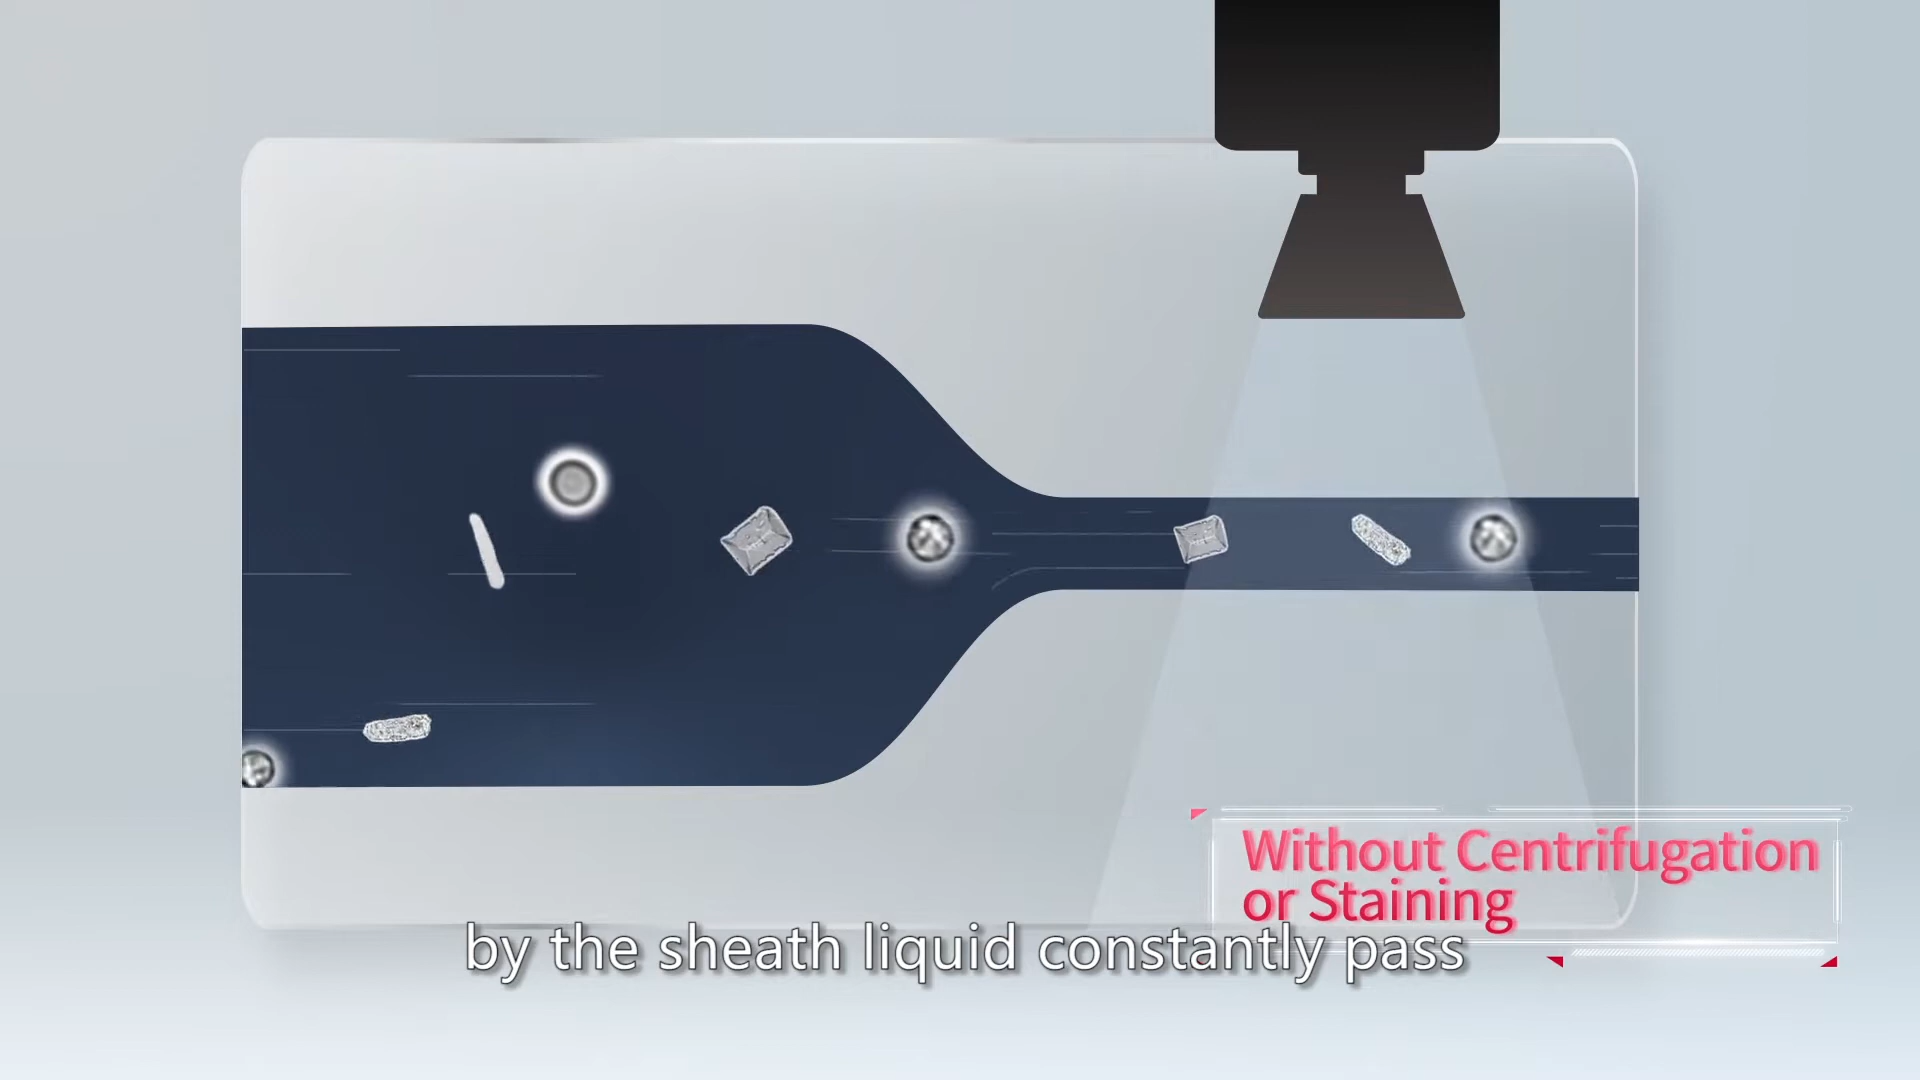 Without Centrifugation
or Staining
by the sheath liquid constantly pass